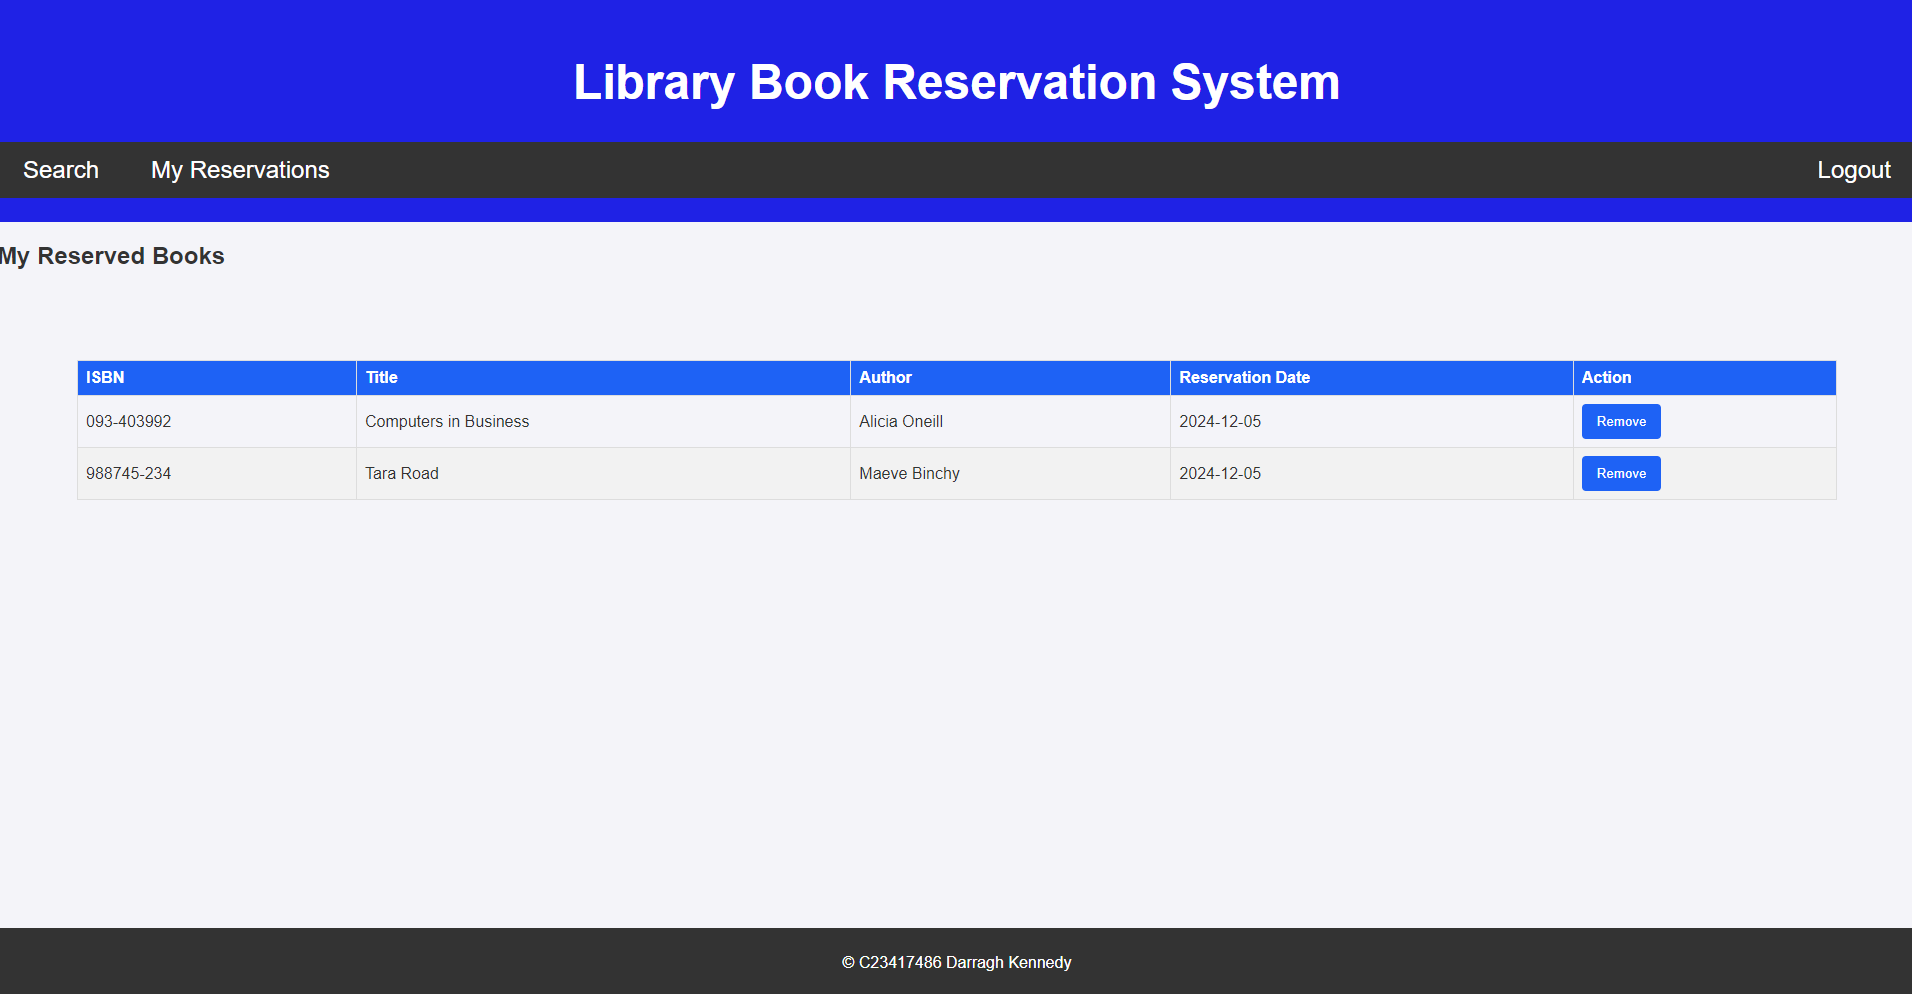 Library Book Reservation System
Search My Reservations Logout
My Reserved Books
ISBN Title Author Reservation Date Action
093-403992 Computers in Business Alicia Oneill 2024-12-05 Remove
988745-234 Tara Road Maeve Binchy 2024-12-05 Remove
© C23417486 Darragh Kennedy